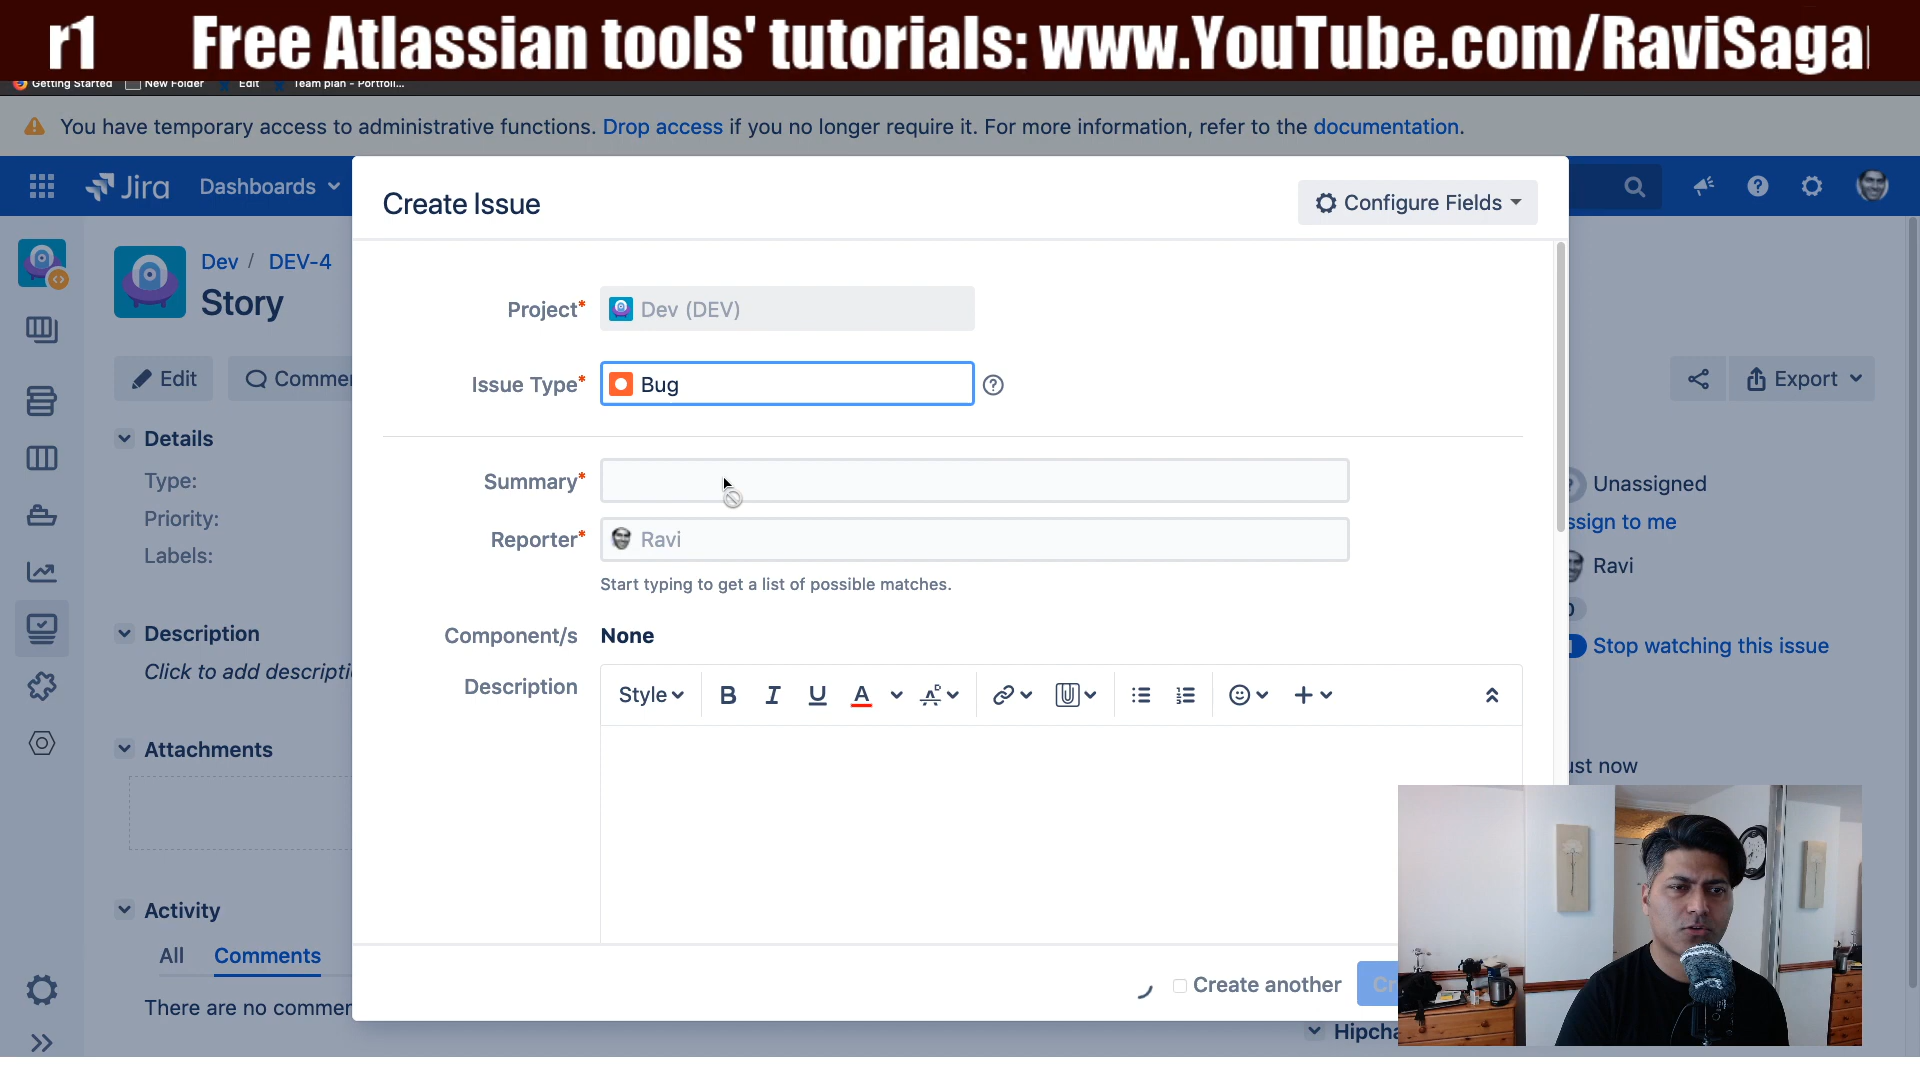 r1 Free Atlassian tools' tutorials: www.YouTube.com/RaviSaga
Getting Started New Folder Edit Team plan - Portfoli...
You have temporary access to administrative functions. Drop access if you no longer require it. For more information, refer to the documentation.
Jira Dashboards
Create Issue
Configure Fields
Dev / DEV-4
Story
Project* Dev (DEV)
Edit Commer
Issue Type* Bug
Export
Details
Type:
Summary*
Unassigned
Priority:
ssign to me
Reporter* Ravi
Labels:
Ravi
Start typing to get a list of possible matches.
Description
Component/s None
Stop watching this issue
Click to add descripti
Description
Style B I U A
Attachments
ust now
Activity
All Comments
Create another Cr
There are no commer
Hipcha